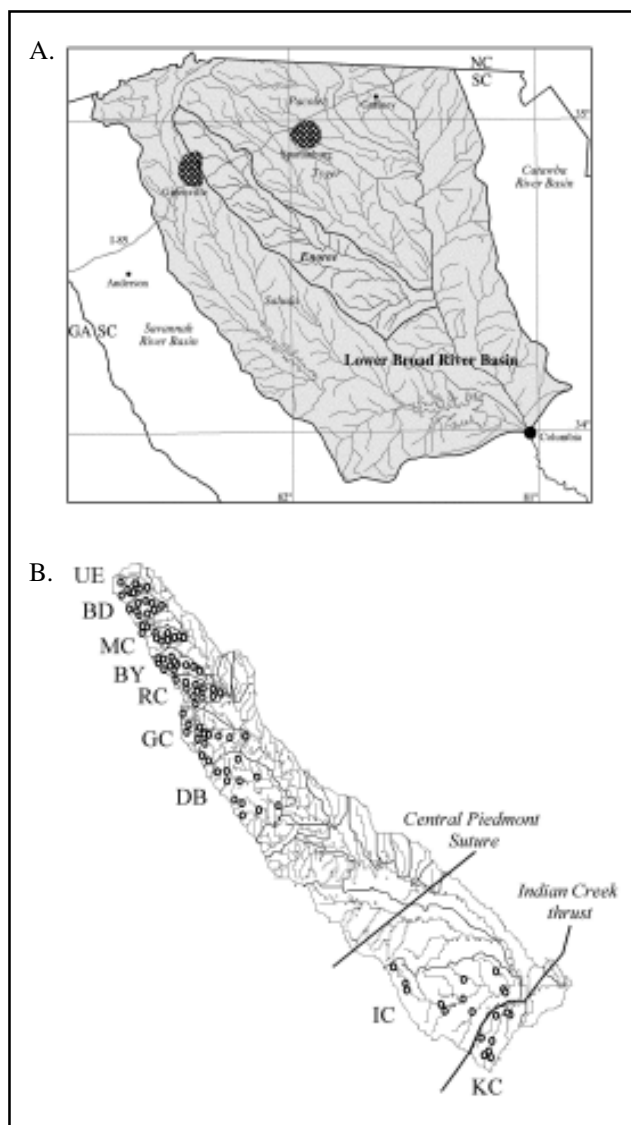 A.
NC
SC
Pacolet
Gaffney
35°
Spartanburg
Tyger
Catawba
River Basin
Greenville
I-85
Enoree
Anderson
Saluda
GA SC
Savannah
River Basin
Lower Broad River Basin
34°
Columbia
82°
81°
B.
UE
BD
MC
BY
RC
GC
DB
Central Piedmont
Suture
Indian Creek
thrust
IC
KC